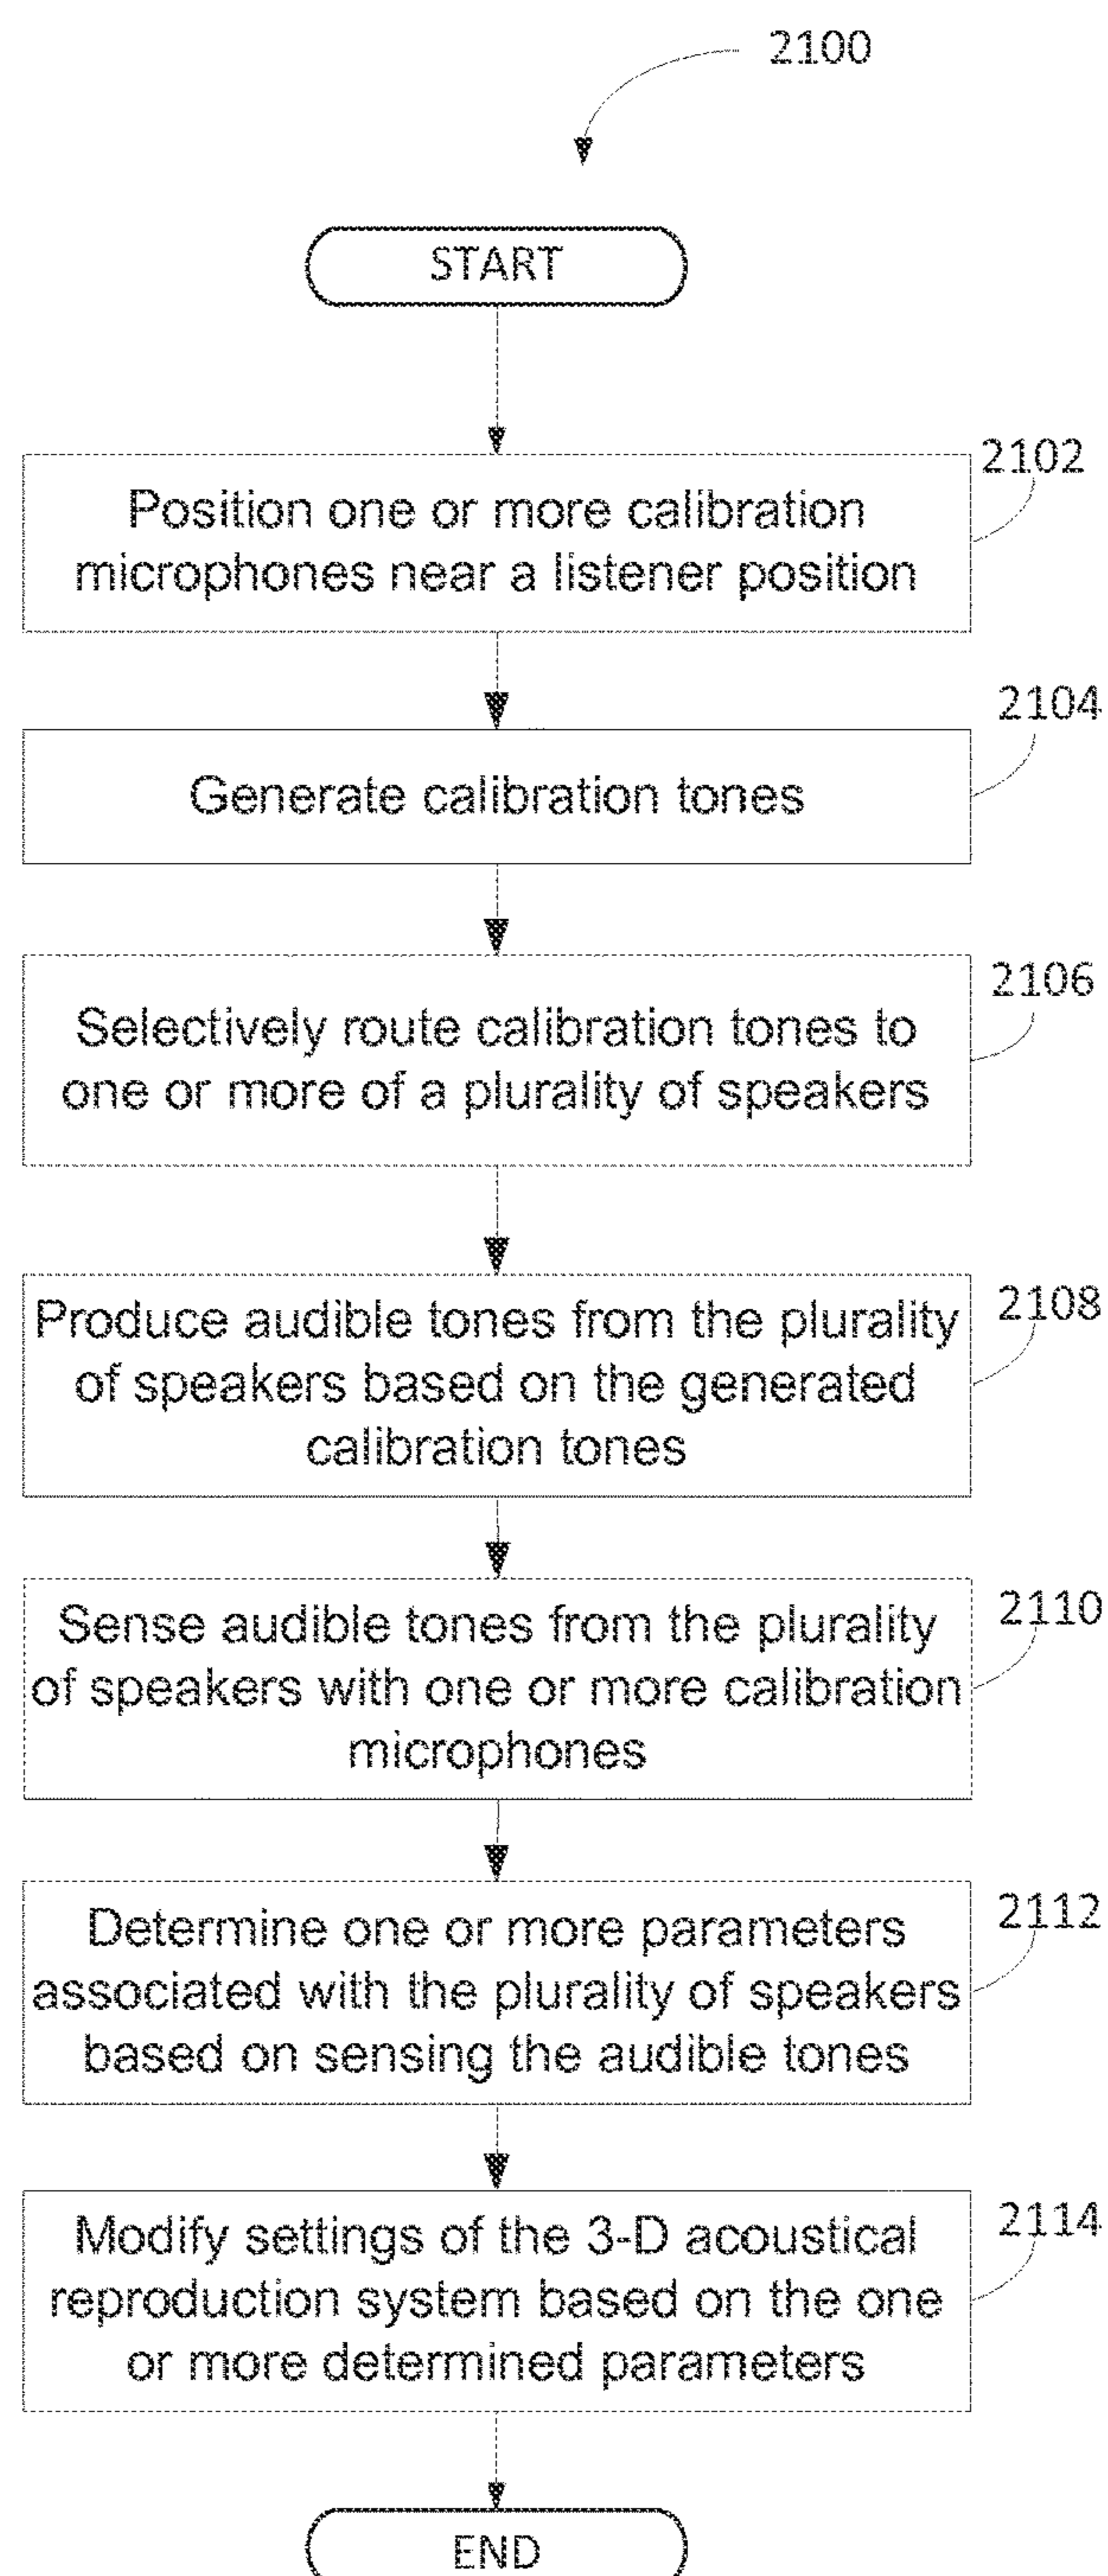 2100
START
2102
Position one or more calibration
microphones near a listener position
2104
Generate calibration tones
2106
Selectively route calibration tones to
one or more of a plurality of speakers
2108
Produce audible tones from the plurality
of speakers based on the generated
calibration tones
2110
Sense audible tones from the plurality
of speakers with one or more calibration
microphones
2112
Determine one or more parameters
associated with the plurality of speakers
based on sensing the audible tones
2114
Modify settings of the 3-D acoustical
reproduction system based on the one
or more determined parameters
END